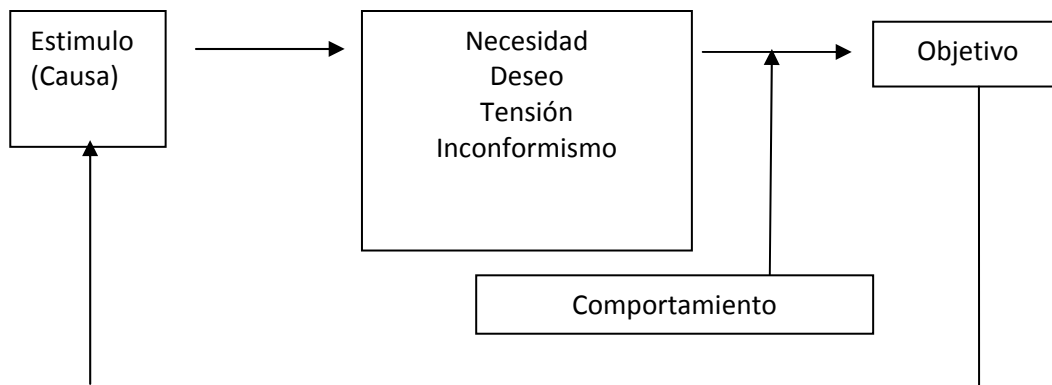 Estimulo
(Causa)
Necesidad
Deseo
Tensión
Inconformismo
Objetivo
Comportamiento